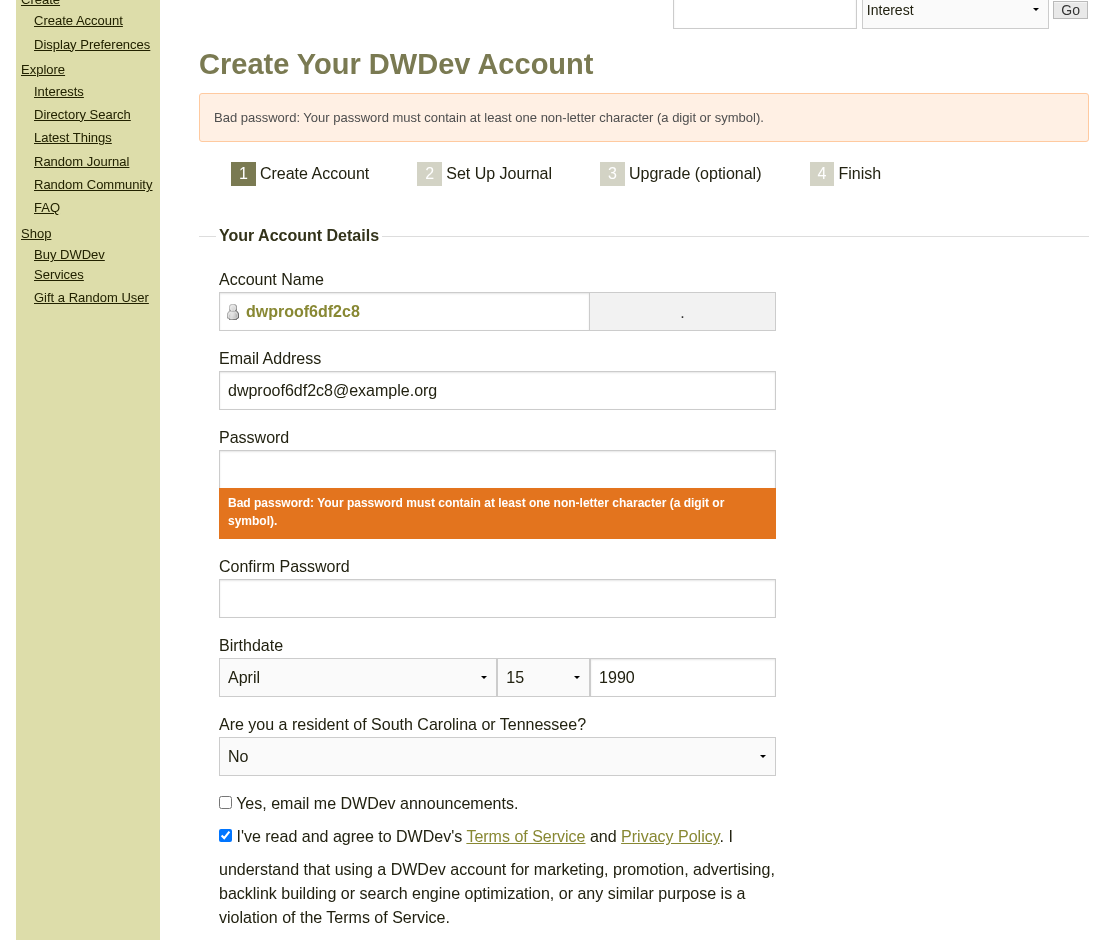 Create
Create Account
Display Preferences
Explore
Interests
Directory Search
Latest Things
Random Journal
Random Community
FAQ
Shop
Buy DWDev
Services
Gift a Random User
Interest Go
Create Your DWDev Account
Bad password: Your password must contain at least one non-letter character (a digit or symbol).
1 Create Account 2 Set Up Journal 3 Upgrade (optional) 4 Finish
Your Account Details
Account Name
dwproof6df2c8 .
Email Address
dwproof6df2c8@example.org
Password
Bad password: Your password must contain at least one non-letter character (a digit or
symbol).
Confirm Password
Birthdate
April 15 1990
Are you a resident of South Carolina or Tennessee?
No
Yes, email me DWDev announcements.
I've read and agree to DWDev's Terms of Service and Privacy Policy. I
understand that using a DWDev account for marketing, promotion, advertising,
backlink building or search engine optimization, or any similar purpose is a
violation of the Terms of Service.